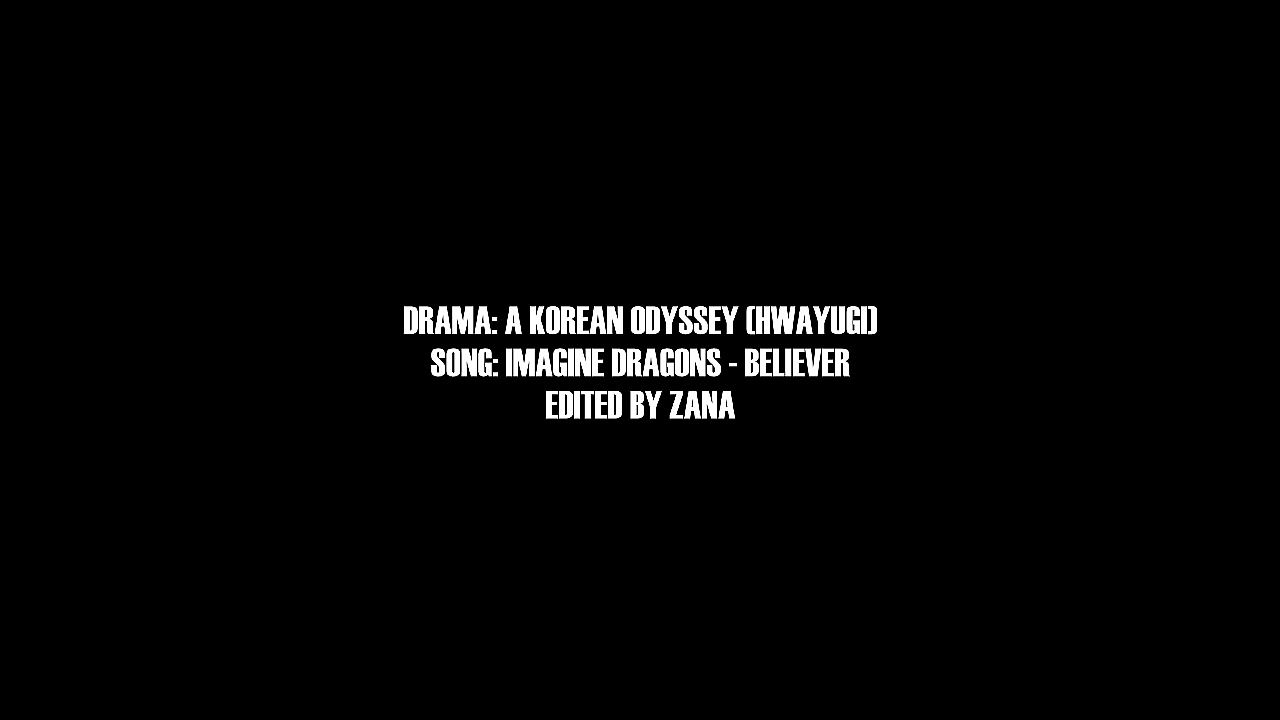 DRAMA: A KOREAN ODYSSEY (HWAYUGI)
SONG: IMAGINE DRAGONS - BELIEVER
EDITED BY ZANA